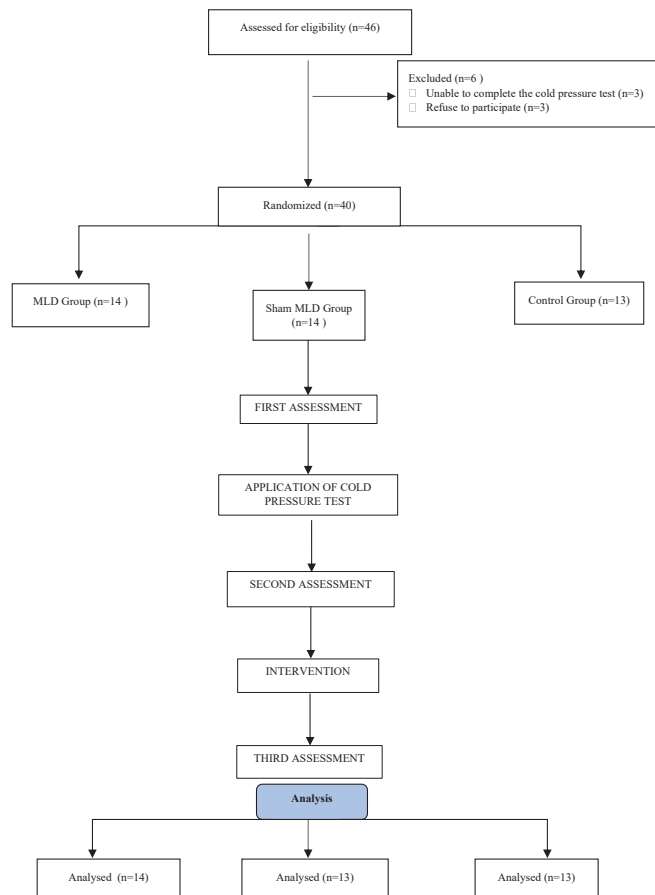 Assessed for eligibility (n=46)
Excluded (n=6 )
Unable to complete the cold pressure test (n=3)
Refuse to participate (n=3)
Randomized (n=40)
MLD Group (n=14 )
Sham MLD Group
(n=14 )
Control Group (n=13)
FIRST ASSESSMENT
APPLICATION OF COLD
PRESSURE TEST
SECOND ASSESSMENT
INTERVENTION
THIRD ASSESSMENT
Analysis
Analysed (n=14)
Analysed (n=13)
Analysed (n=13)